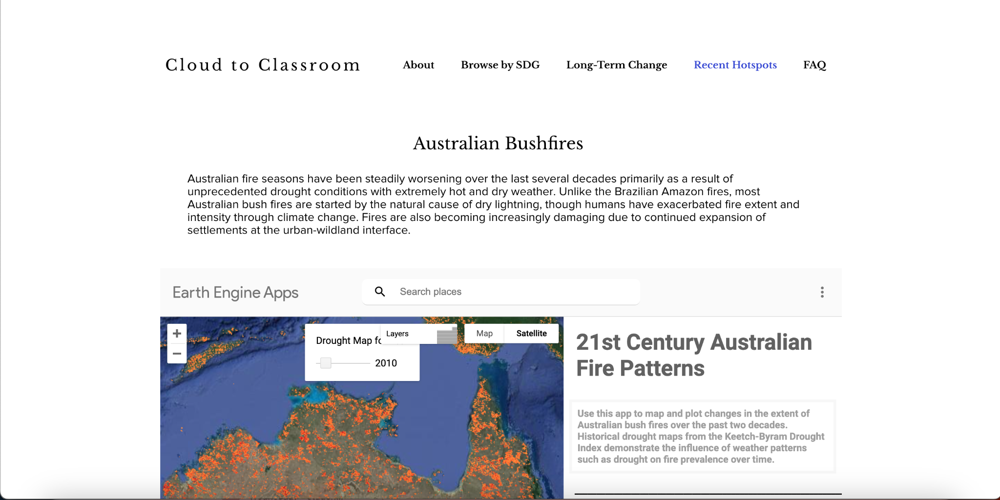 Cloud to Classroom
About
Browse by SDG
Long-Term Change
Recent Hotspots
FAQ
Australian Bushfires
Australian fire seasons have been steadily worsening over the last several decades primarily as a result of
unprecedented drought conditions with extremely hot and dry weather. Unlike the Brazilian Amazon fires, most
Australian bush fires are started by the natural cause of dry lightning, though humans have exacerbated fire extent and
intensity through climate change. Fires are also becoming increasingly damaging due to continued expansion of
settlements at the urban-wildland interface.
Earth Engine Apps
Search places
+
−
Drought Map
2010
Layers
Map
Satellite
21st Century Australian
Fire Patterns
Use this app to map and plot changes in the extent of
Australian bush fires over the past two decades.
Historical drought maps from the Keetch-Byram Drought
Index demonstrate the influence of weather patterns
such as drought on fire prevalence over time.